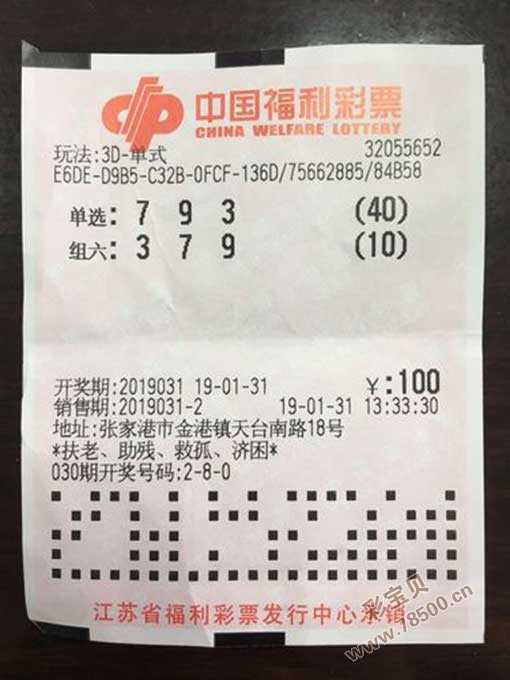 中国福利彩票
CHINA WELFARE LOTTERY
玩法:3D-单式 32055652
E6DE-D9B5-C32B-0FCF-136D/75662885/84B58
单选: 7 9 3 (40)
组六: 3 7 9 (10)
开奖期:2019031 19-01-31 ¥:100
销售期:2019031-2 19-01-31 13:33:30
地址:张家港市金港镇天台南路18号
*扶老、助残、救孤、济困*
030期开奖号码:2-8-0
江苏省福利彩票发行中心承销
彩宝贝
www.78500.cn